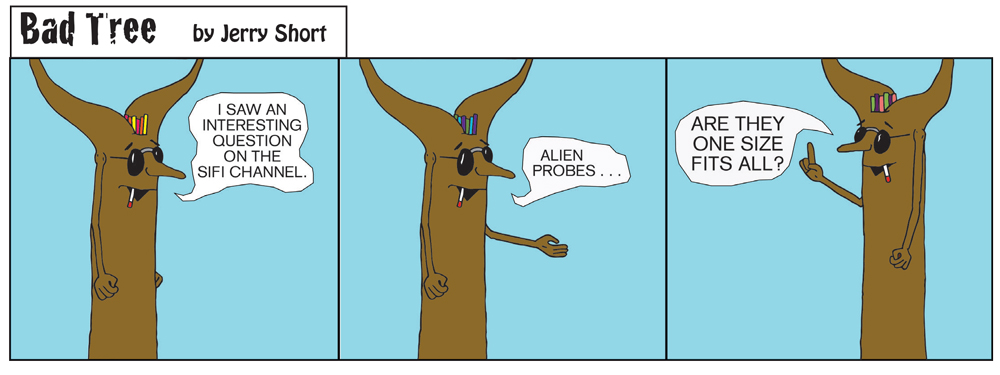 Bad Tree by Jerry Short
I SAW AN
INTERESTING
QUESTION
ON THE
SIFI CHANNEL.
ALIEN
PROBES . . .
ARE THEY
ONE SIZE
FITS ALL?